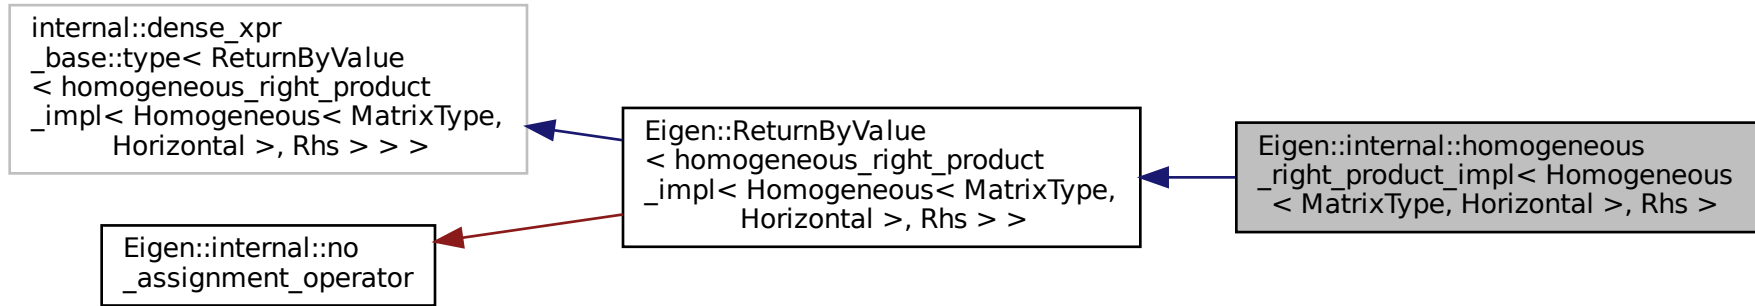 internal::dense_xpr
_base::type< ReturnByValue
< homogeneous_right_product
_impl< Homogeneous< MatrixType,
Horizontal >, Rhs > > >
Eigen::internal::no
_assignment_operator
Eigen::ReturnByValue
< homogeneous_right_product
_impl< Homogeneous< MatrixType,
Horizontal >, Rhs > >
Eigen::internal::homogeneous
_right_product_impl< Homogeneous
< MatrixType, Horizontal >, Rhs >